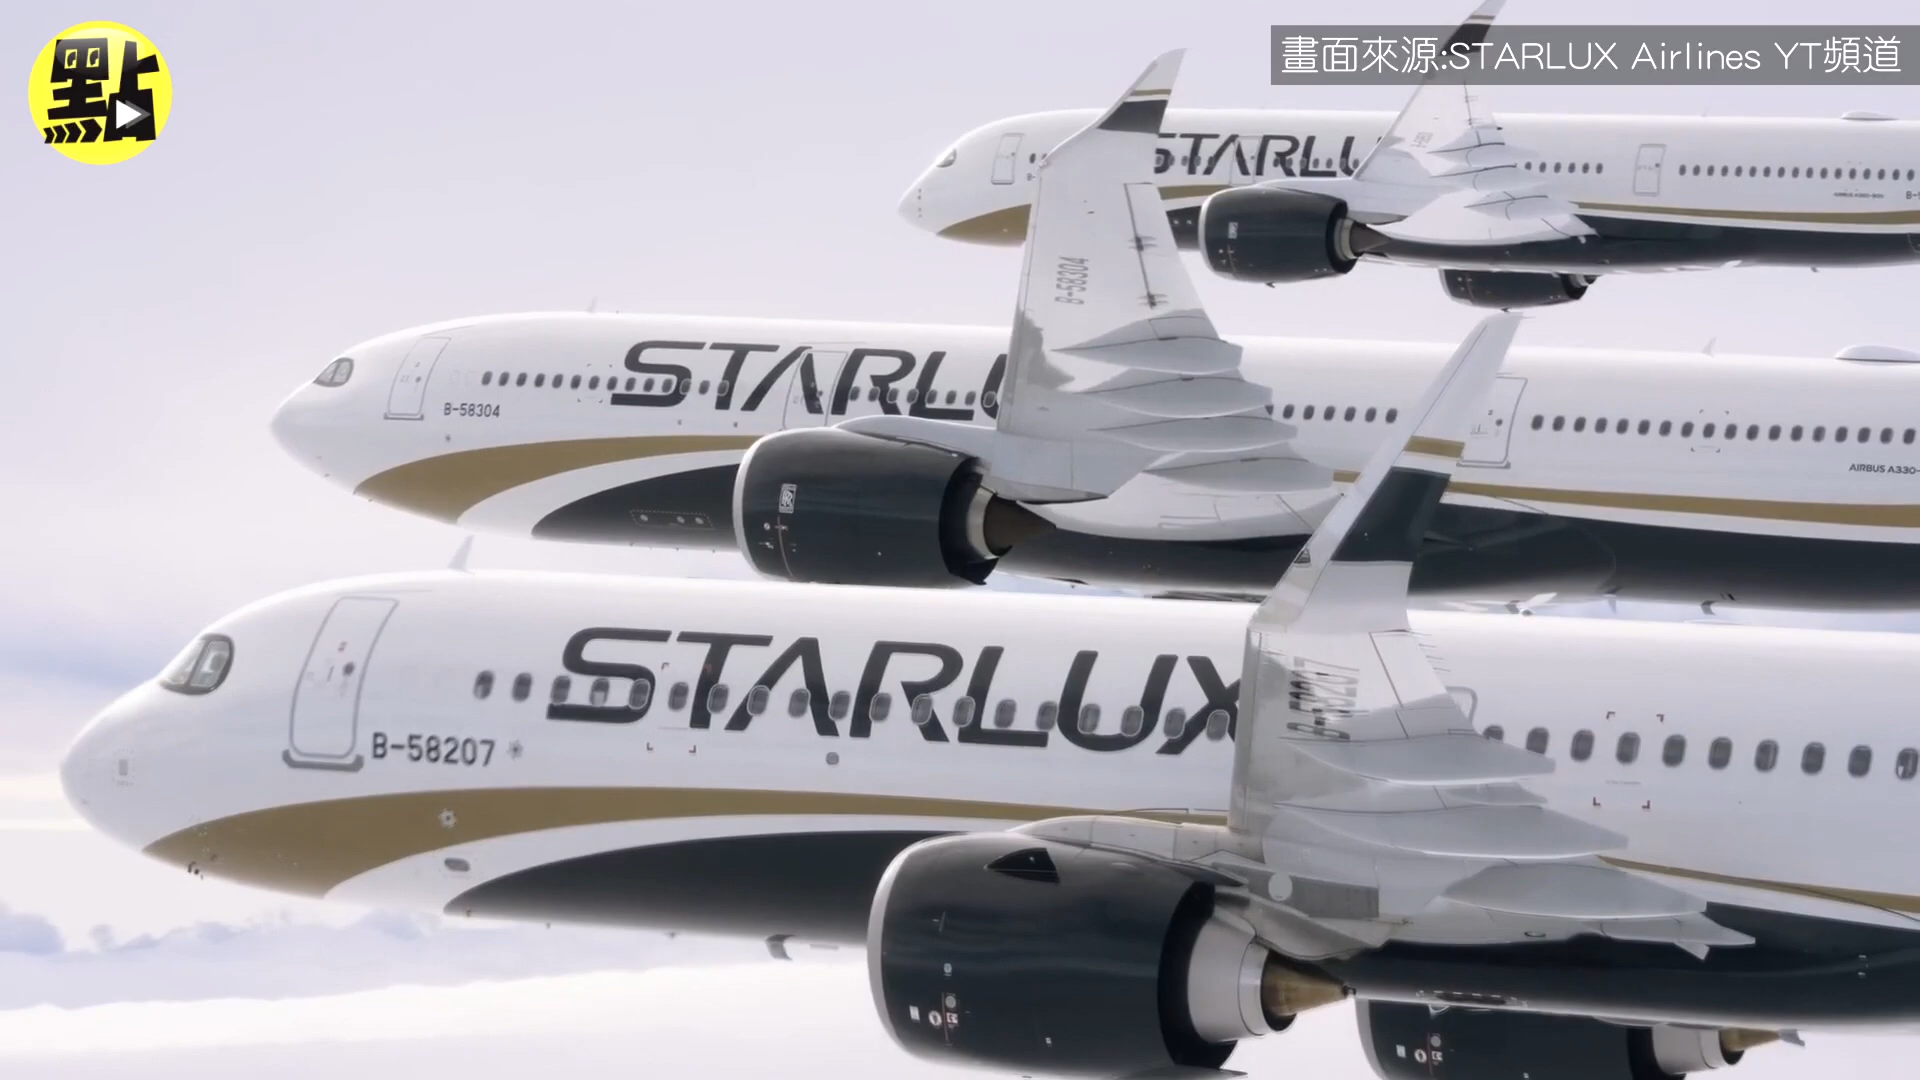 點
畫面來源:STARLUX Airlines YT頻道
STARLU
B-58304
STARLU
B-58304
AIRBUS A330-
STARLUX
B-58207
B-58207